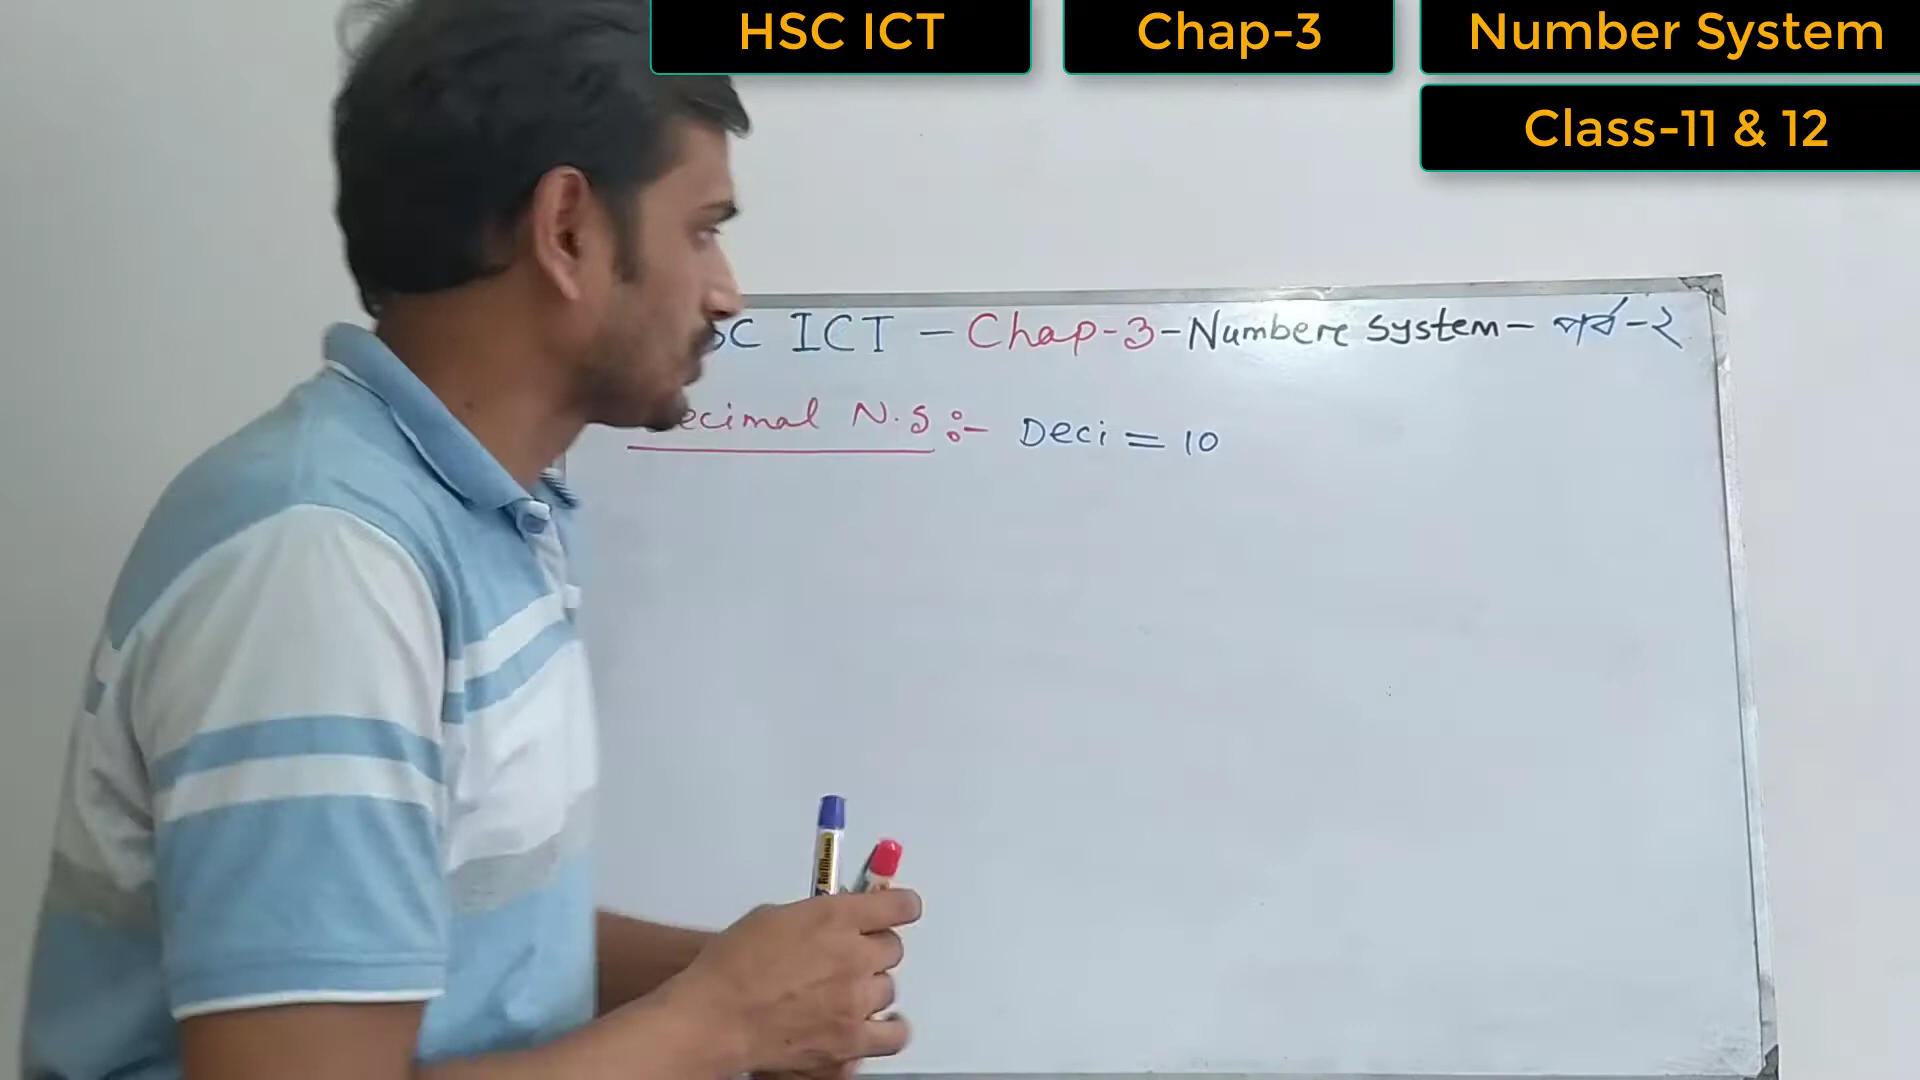 HSC ICT Chap-3 Number System
Class-11 & 12
SC ICT - Chap-3-Numbere System- পর্ব-২
ecimal N.S:- Deci = 10